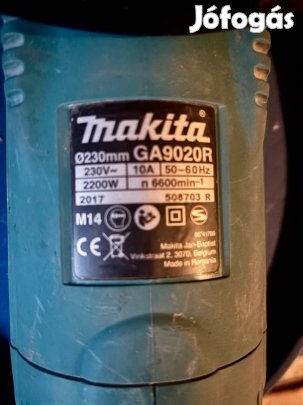 Jófogás
makita®
Ø230mm GA9020R
230V~ 10A 50-60Hz
2200W n 6600min⁻¹
2017 508703 R
M14
CE
Makita Jan-Baptist
Vinkstraat 2, 3070, Belgium
Made in Romania